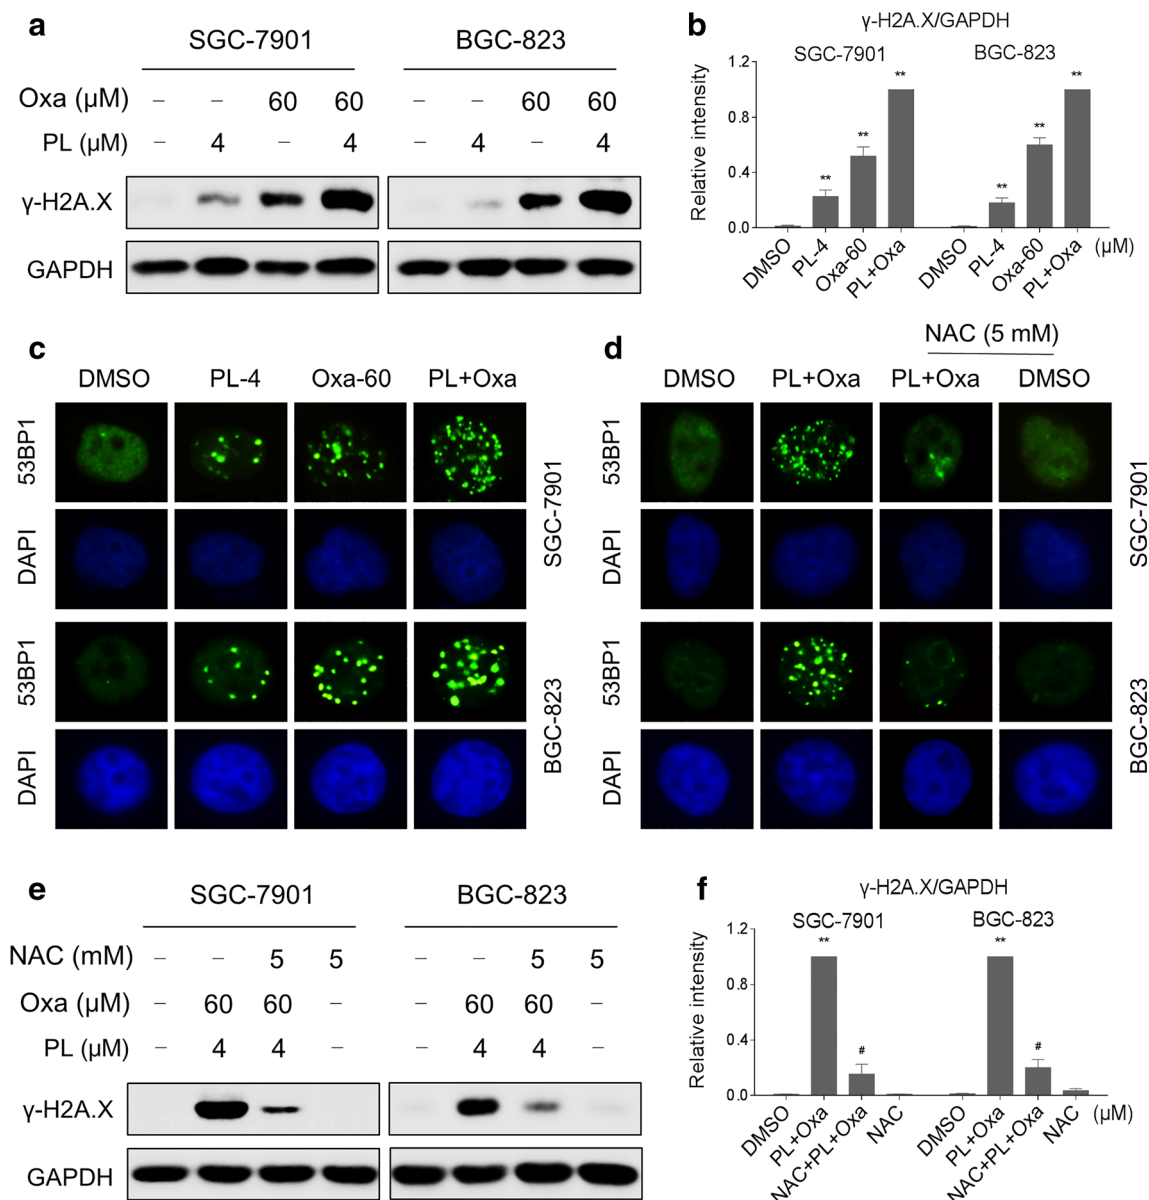 a
SGC-7901 BGC-823
Oxa (μM) – – 60 60 – – 60 60
PL (μM) – 4 – 4 – 4 – 4
γ-H2A.X
GAPDH
b
γ-H2A.X/GAPDH
SGC-7901 BGC-823
Relative intensity
1.2
0.8
0.4
0.0
** ** ** ** ** **
DMSO PL-4 Oxa-60 PL+Oxa DMSO PL-4 Oxa-60 PL+Oxa (μM)
c
DMSO PL-4 Oxa-60 PL+Oxa
53BP1
DAPI
SGC-7901
53BP1
DAPI
BGC-823
d
NAC (5 mM)
DMSO PL+Oxa PL+Oxa DMSO
53BP1
DAPI
SGC-7901
53BP1
DAPI
BGC-823
e
SGC-7901 BGC-823
NAC (mM) – – 5 5 – – 5 5
Oxa (μM) – 60 60 – – 60 60 –
PL (μM) – 4 4 – – 4 4 –
γ-H2A.X
GAPDH
f
γ-H2A.X/GAPDH
SGC-7901 BGC-823
Relative intensity
1.2
0.8
0.4
0.0
** # ** #
DMSO PL+Oxa NAC+PL+Oxa NAC DMSO PL+Oxa NAC+PL+Oxa NAC (μM)